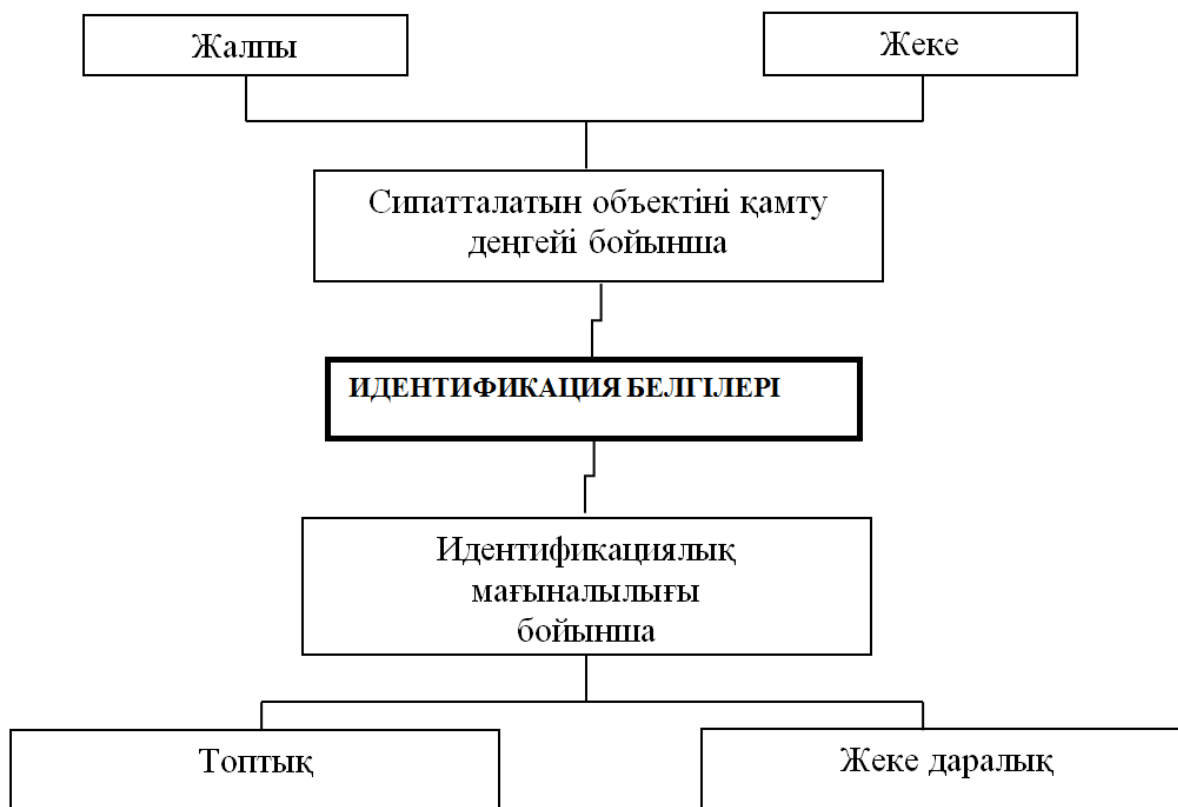 Жалпы
Жеке
Сипатталатын объектіні қамту
деңгейі бойынша
ИДЕНТИФИКАЦИЯ БЕЛГІЛЕРІ
Идентификациялық
мағыналылығы
бойынша
Топтық
Жеке даралық